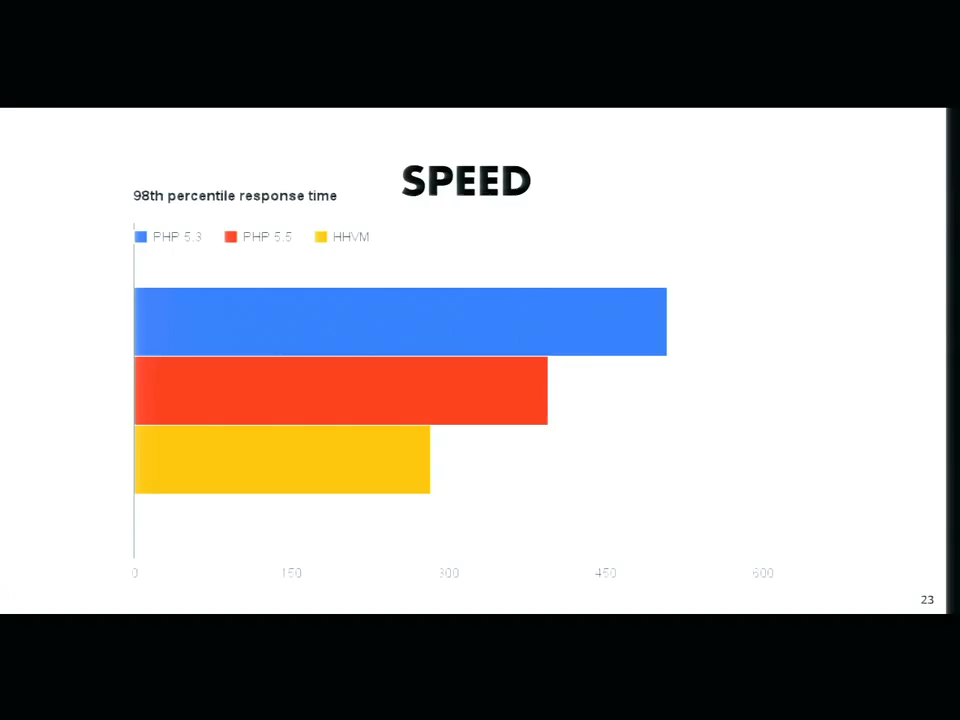 SPEED
98th percentile response time
PHP 5.3 PHP 5.5 HHVM
0 150 300 450 600
23